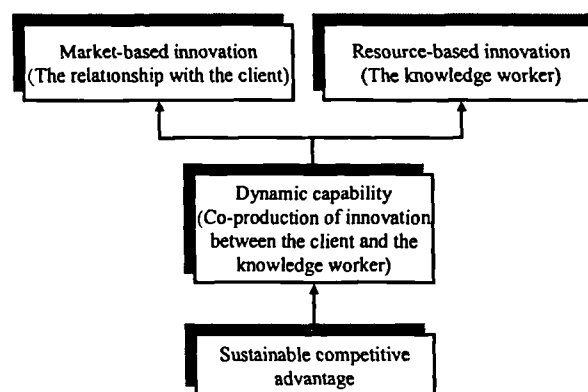 Market-based innovation
(The relationship with the client)
Resource-based innovation
(The knowledge worker)
Dynamic capability
(Co-production of innovation
between the client and the
knowledge worker)
Sustainable competitive
advantage